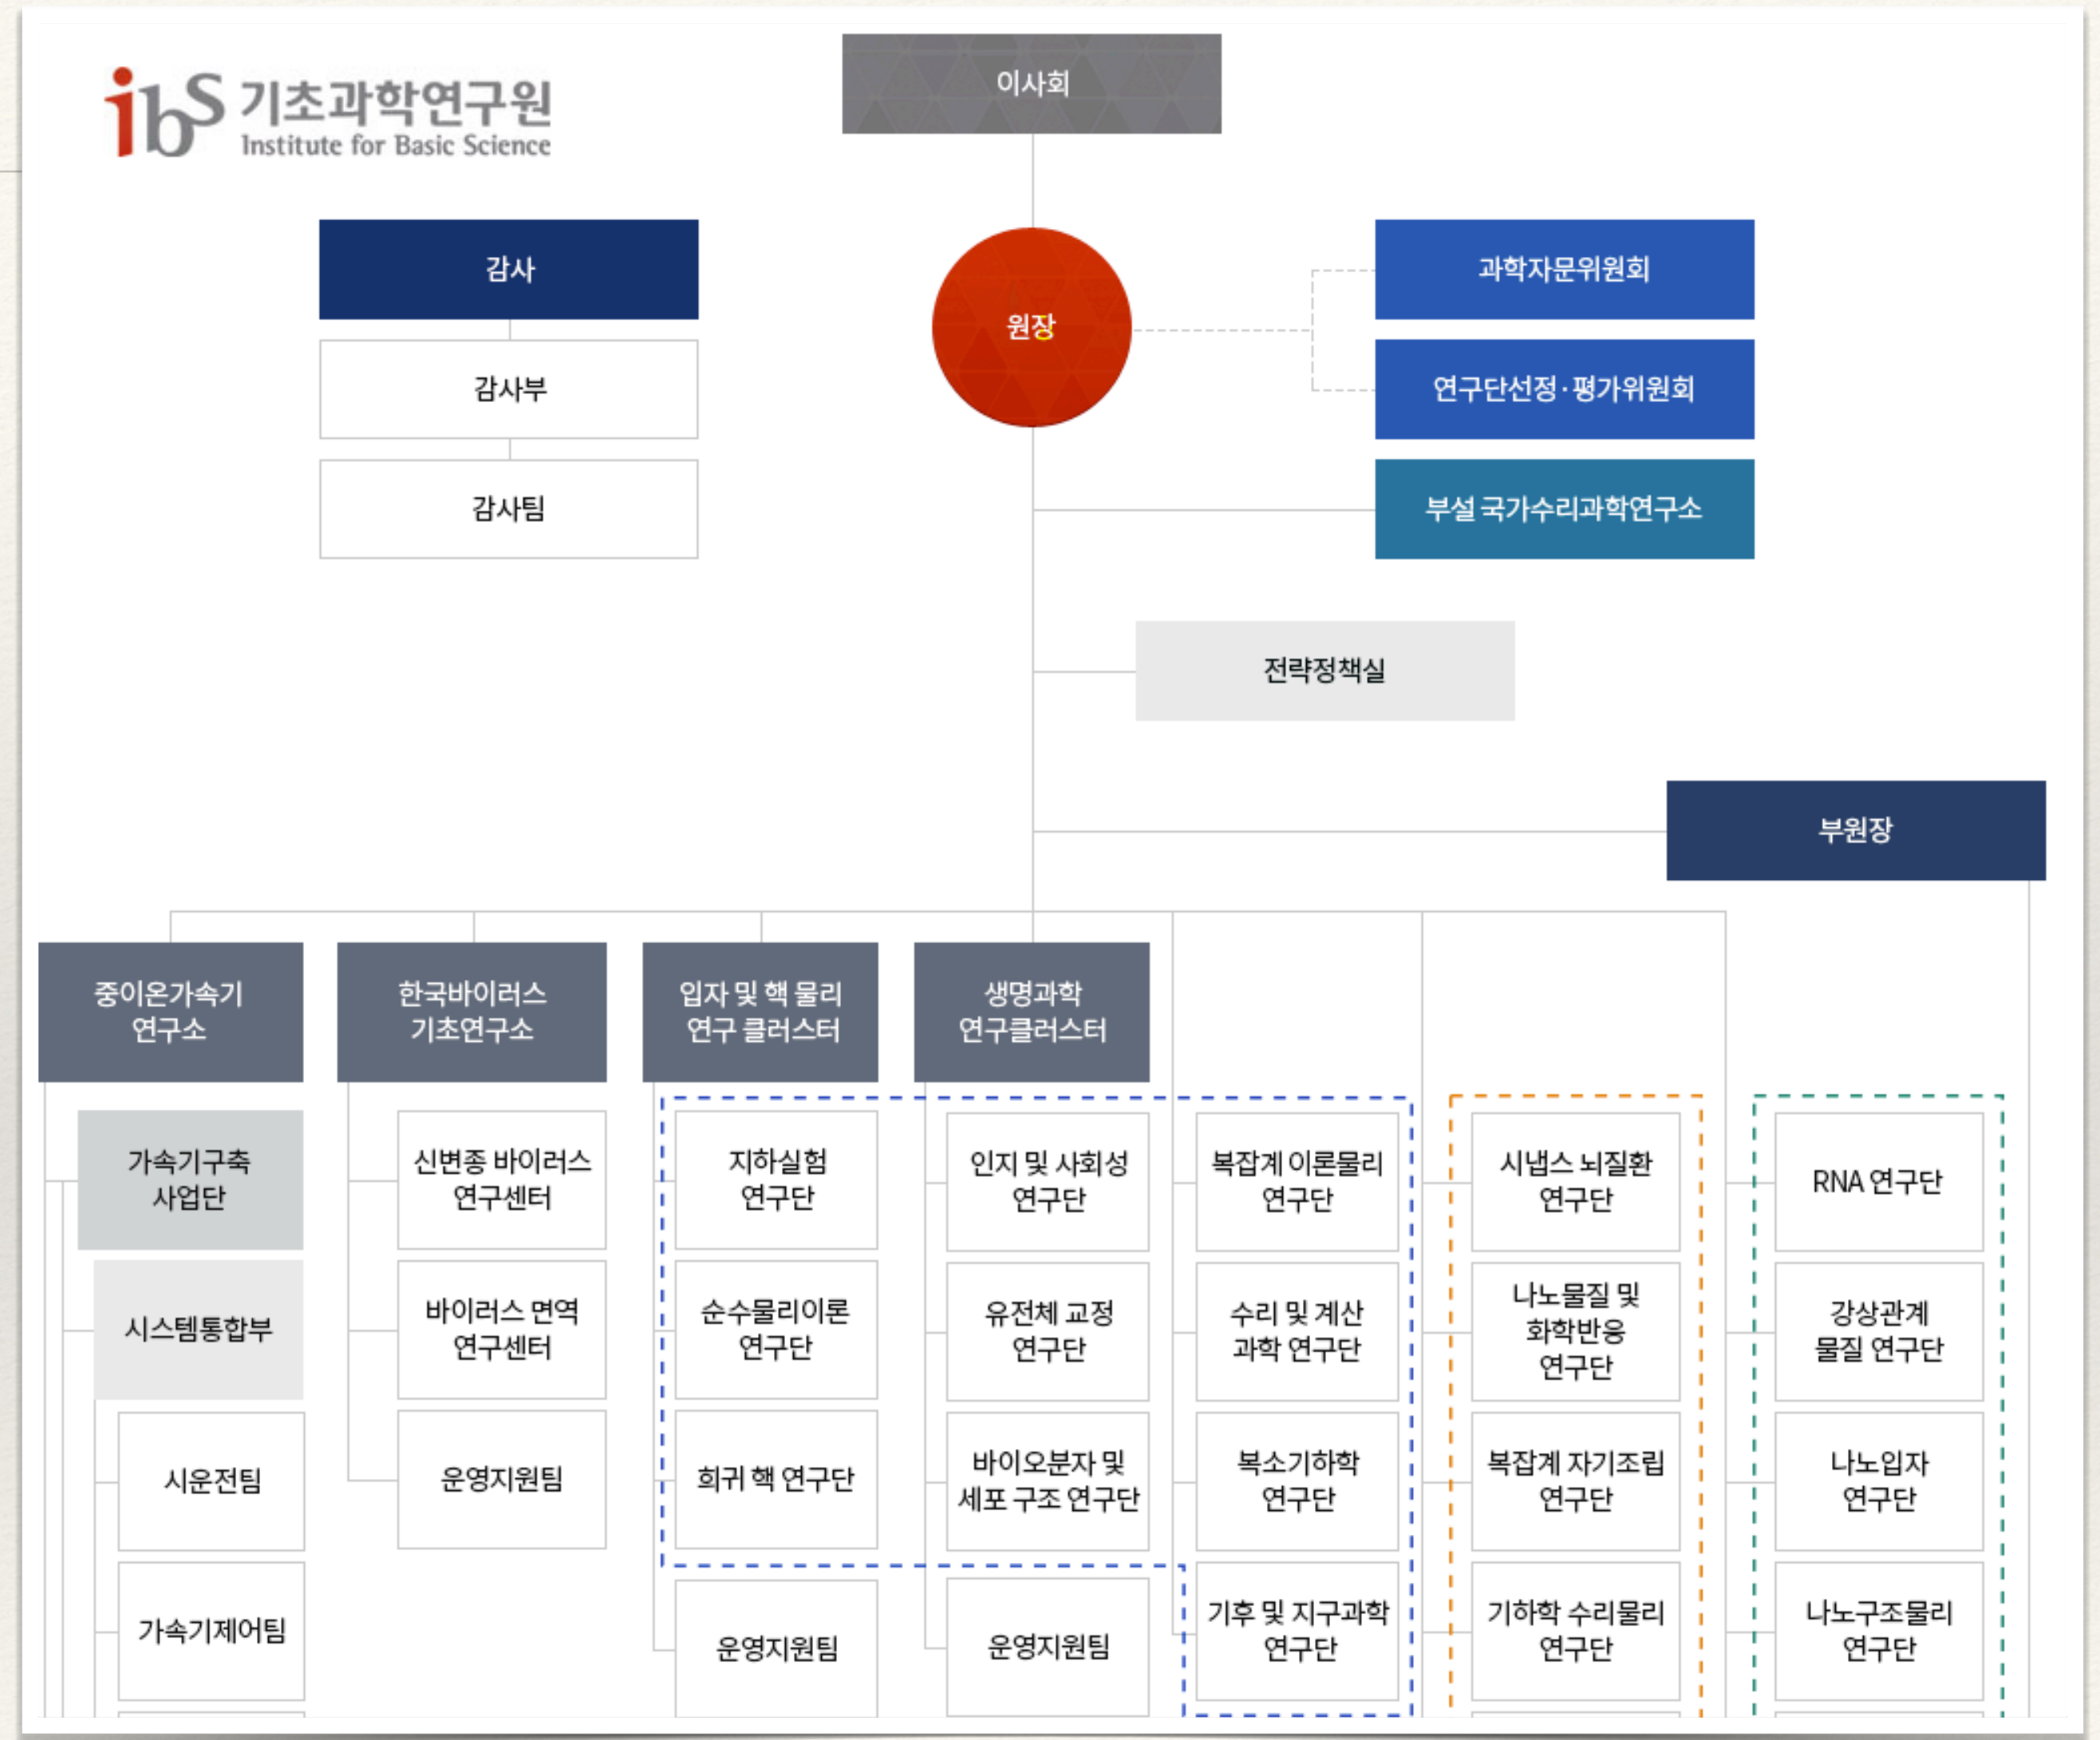 ibS 기초과학연구원
Institute for Basic Science
이사회
감사
감사부
감사팀
원장
과학자문위원회
연구단선정·평가위원회
부설 국가수리과학연구소
전략정책실
부원장
중이온가속기
연구소
한국바이러스
기초연구소
입자 및 핵 물리
연구 클러스터
생명과학
연구클러스터
가속기구축
사업단
시스템통합부
시운전팀
가속기제어팀
신변종 바이러스
연구센터
바이러스 면역
연구센터
운영지원팀
지하실험
연구단
순수물리이론
연구단
희귀 핵 연구단
운영지원팀
인지 및 사회성
연구단
유전체 교정
연구단
바이오분자 및
세포 구조 연구단
운영지원팀
복잡계 이론물리
연구단
수리 및 계산
과학 연구단
복소기하학
연구단
기후 및 지구과학
연구단
시냅스 뇌질환
연구단
나노물질 및
화학반응
연구단
복잡계 자기조립
연구단
기하학 수리물리
연구단
RNA 연구단
강상관계
물질 연구단
나노입자
연구단
나노구조물리
연구단